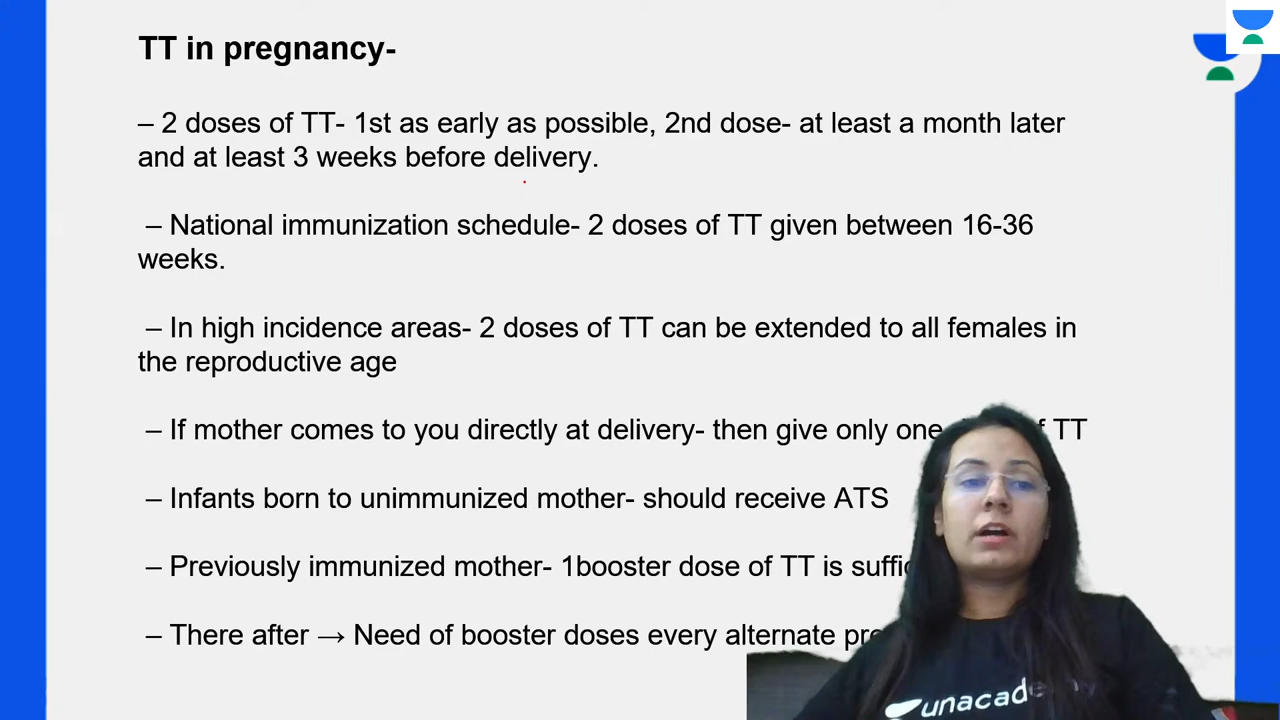 TT in pregnancy-
– 2 doses of TT- 1st as early as possible, 2nd dose- at least a month later
and at least 3 weeks before delivery.
– National immunization schedule- 2 doses of TT given between 16-36
weeks.
– In high incidence areas- 2 doses of TT can be extended to all females in
the reproductive age
– If mother comes to you directly at delivery- then give only one TT
– Infants born to unimmunized mother- should receive ATS
– Previously immunized mother- 1booster dose of TT is
– There after → Need of booster doses every alternate
unacademy